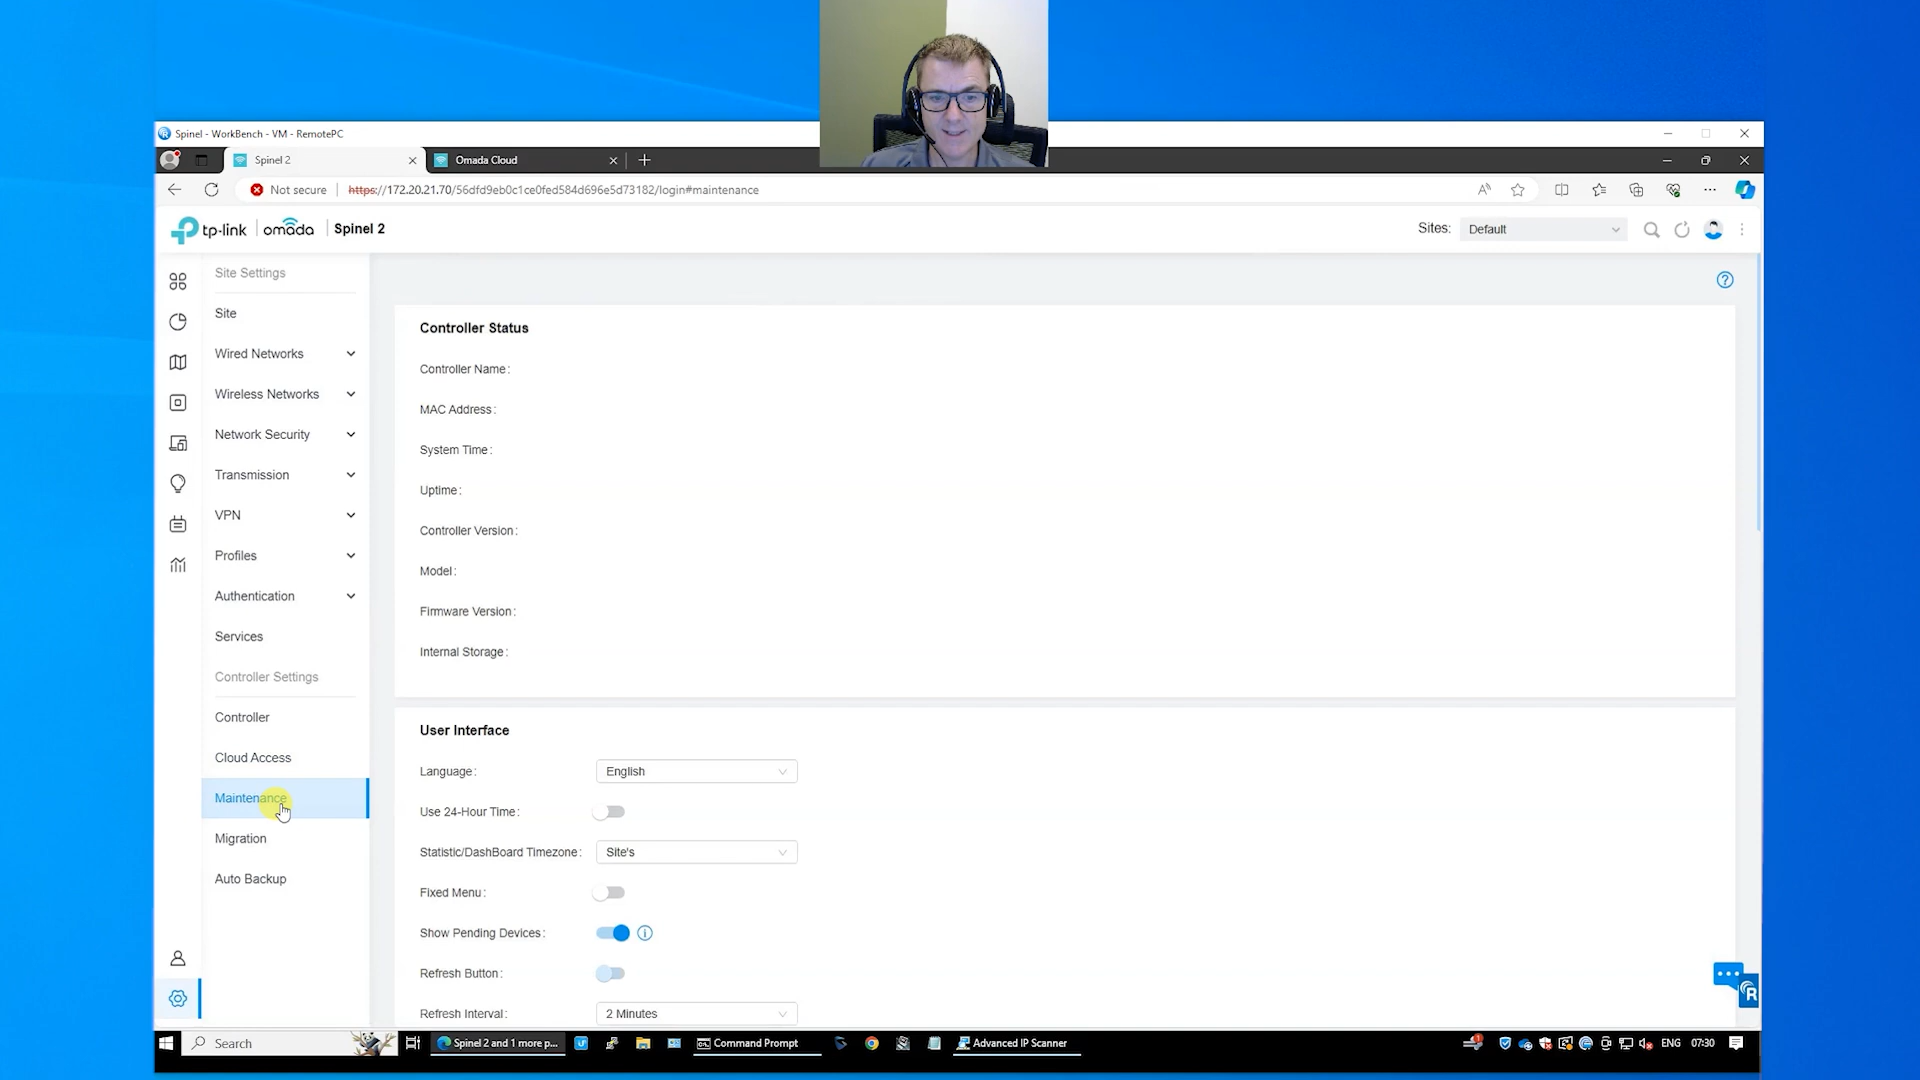 Spinel - WorkBench - VM - RemotePC
Spinel 2
Omada Cloud
Not secure
https://172.20.21.70/56dfd9eb0c1ce0fed584d696e5d73182/login#maintenance
tp-link
omada
Spinel 2
Sites:
Default
Site Settings
Site
Wired Networks
Wireless Networks
Network Security
Transmission
VPN
Profiles
Authentication
Services
Controller Settings
Controller
Cloud Access
Maintenance
Migration
Auto Backup
Controller Status
Controller Name:
MAC Address:
System Time:
Uptime:
Controller Version:
Model:
Firmware Version:
Internal Storage:
User Interface
Language: English
Use 24-Hour Time:
Statistic/DashBoard Timezone: Site's
Fixed Menu:
Show Pending Devices:
Refresh Button:
Refresh Interval: 2 Minutes
Search
Spinel 2 and 1 more p...
Command Prompt
Advanced IP Scanner
ENG
07:30